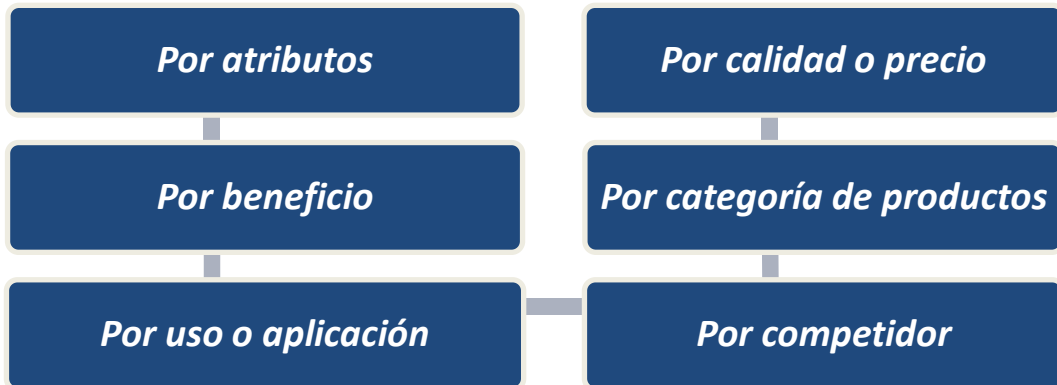 Por atributos
Por beneficio
Por uso o aplicación
Por competidor
Por categoría de productos
Por calidad o precio